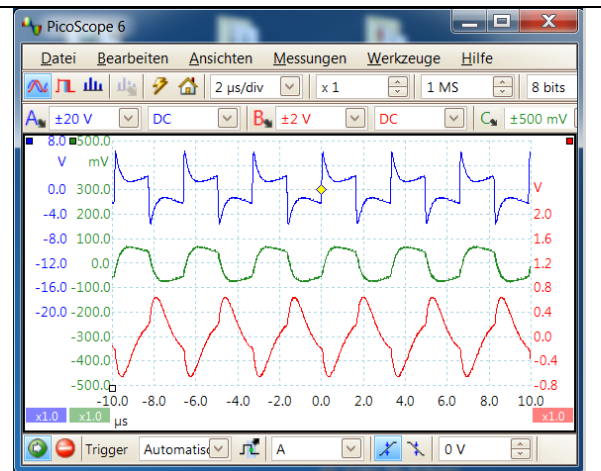 PicoScope 6
Datei Bearbeiten Ansichten Messungen Werkzeuge Hilfe
2 µs/div x 1 1 MS 8 bits
A ±20 V DC B ±2 V DC C ±500 mV
8.0 500.0
V mV
0.0 300.0 V
-4.0 200.0 2.0
-8.0 100.0 1.6
-12.0 0.0 1.2
-16.0 -100.0 0.8
-20.0 -200.0 0.4
-300.0 0.0
-400.0 -0.4
-500.0 -0.8
-10.0 -8.0 -6.0 -4.0 -2.0 0.0 2.0 4.0 6.0 8.0 10.0
x1.0 x1.0 µs x1.0
Trigger Automatisc A 0 V